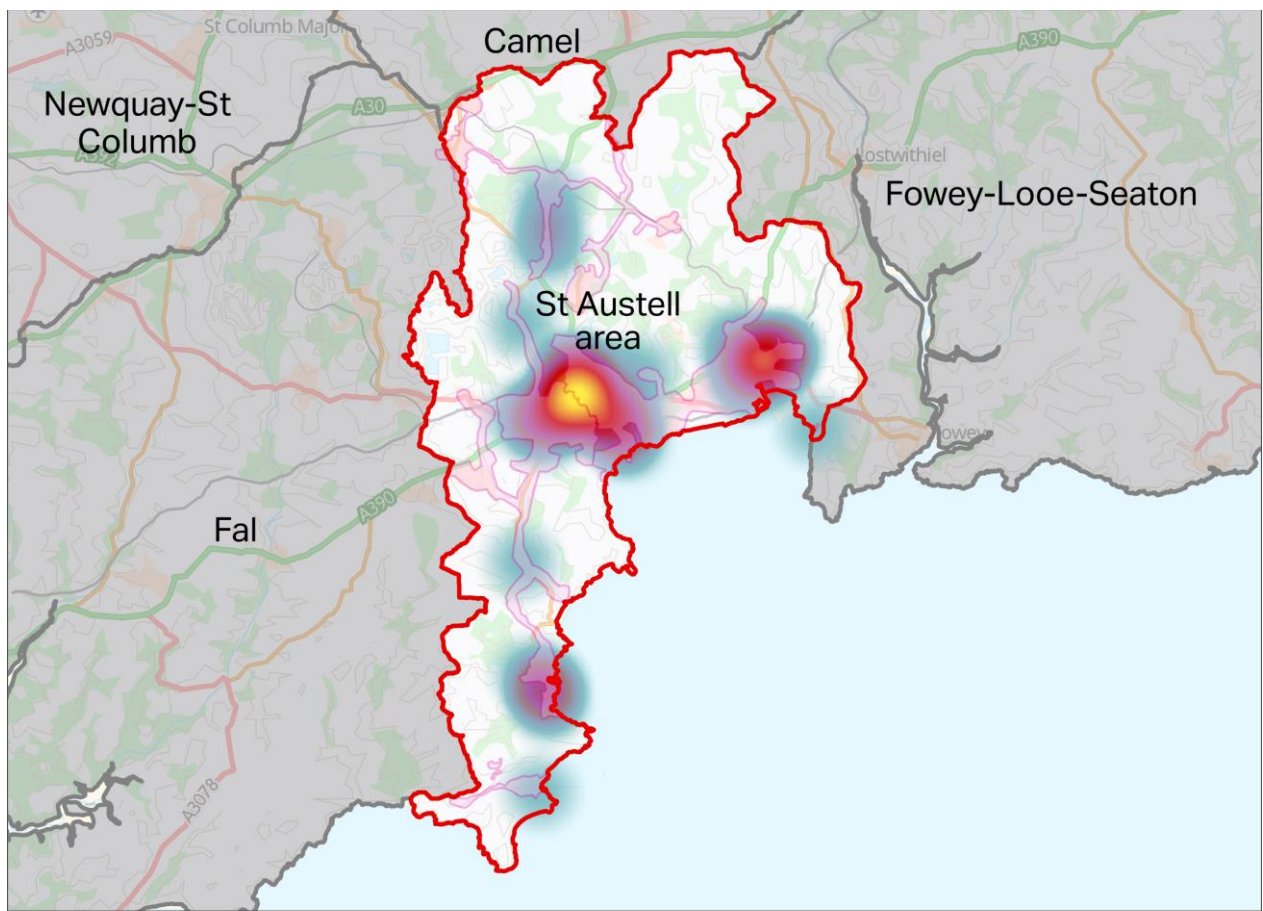 St Columb Major
A3059
Camel
A390
Newquay-St
Columb
A30
A392
Lostwithiel
Fowey-Looe-Seaton
St Austell
area
Fowey
A390
Fal
A3078